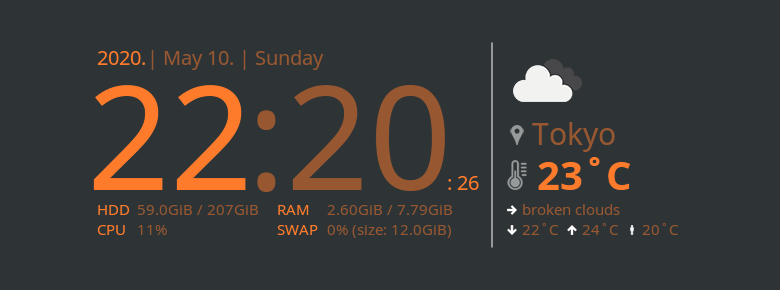 2020. | May 10. | Sunday
22:20 : 26
HDD 59.0GiB / 207GiB RAM 2.60GiB / 7.79GiB
CPU 11% SWAP 0% (size: 12.0GiB)
Tokyo
23°C
broken clouds
22°C 24°C 20°C